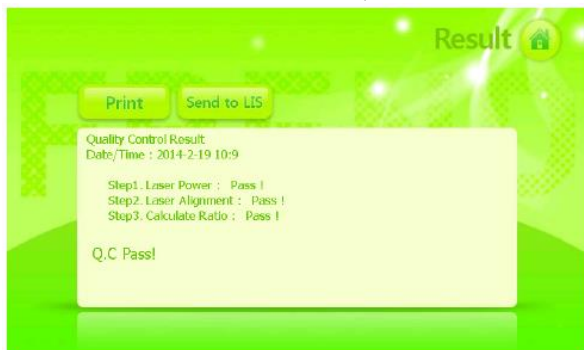 Result
Print
Send to LIS
Quality Control Result
Date/Time : 2014-2-19 10:9
Step1. Laser Power : Pass !
Step2. Laser Alignment : Pass !
Step3. Calculate Ratio : Pass !
Q.C Pass!